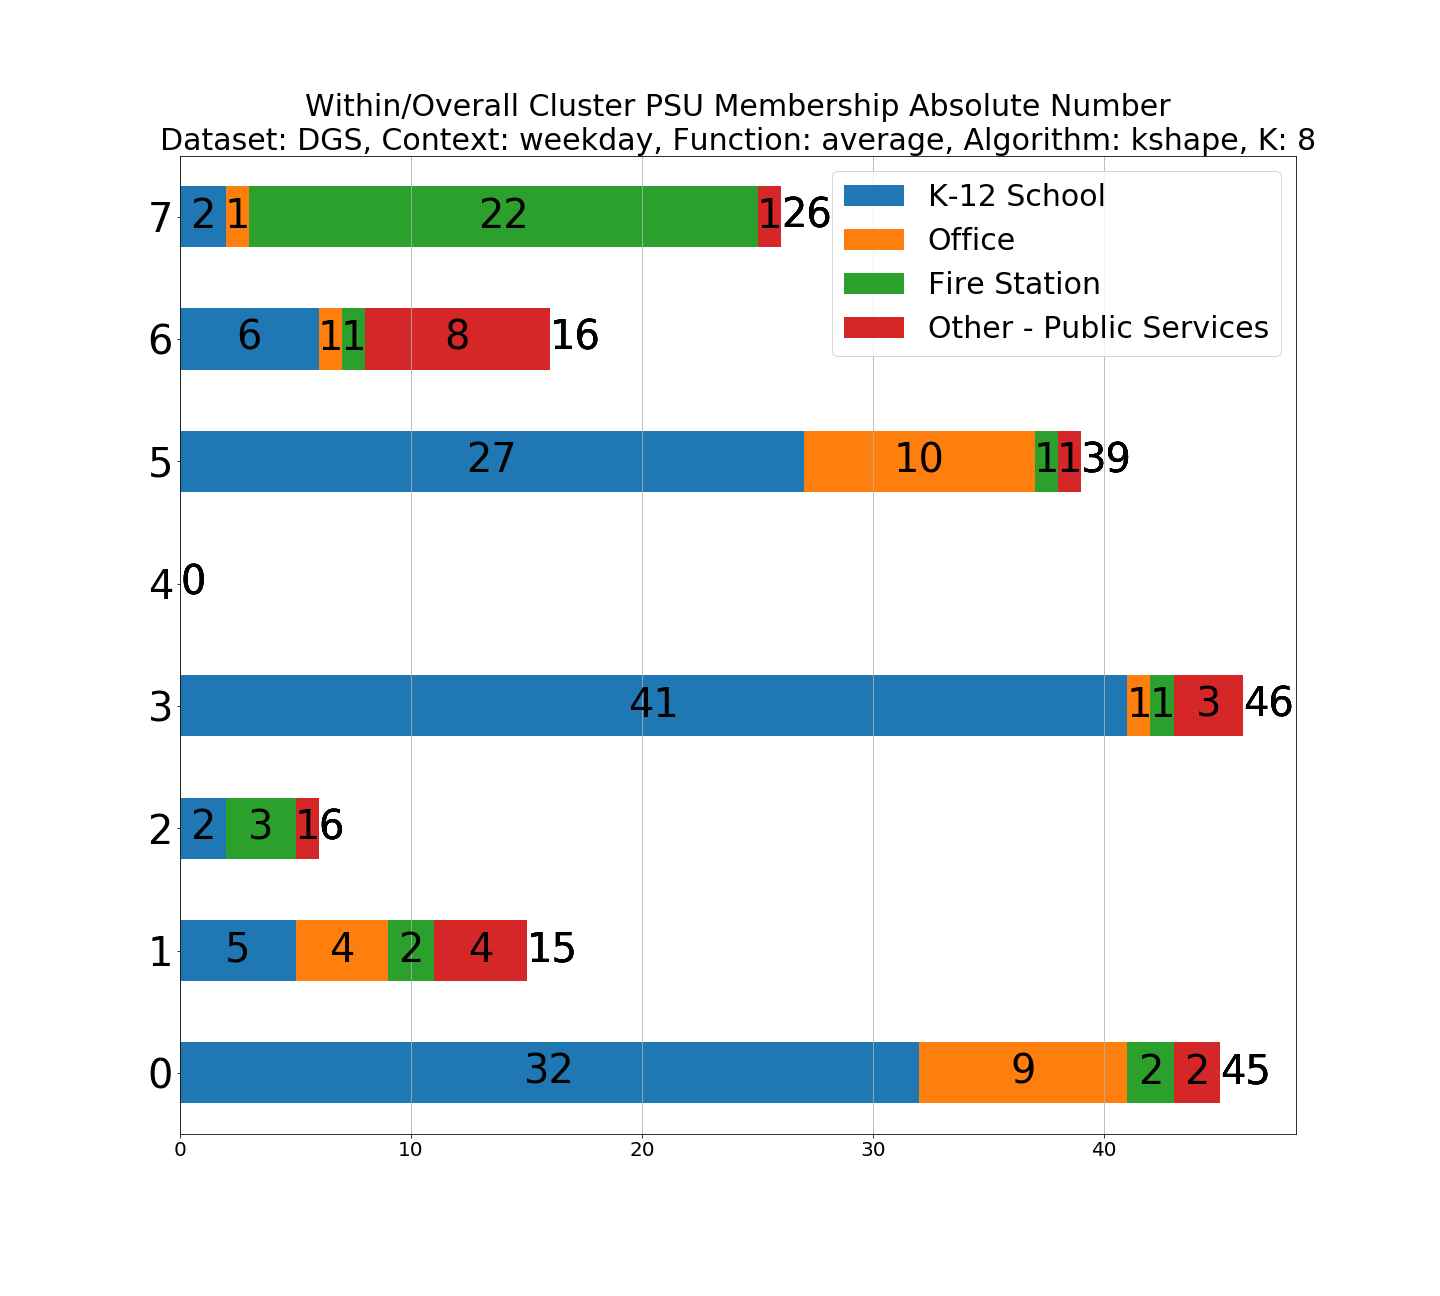 Within/Overall Cluster PSU Membership Absolute Number
Dataset: DGS, Context: weekday, Function: average, Algorithm: kshape, K: 8
K-12 School
Office
Fire Station
Other - Public Services
7 2 1 22 1 26
6 6 1 1 8 16
5 27 10 1 1 39
4 0
3 41 1 1 3 46
2 2 3 1 6
1 5 4 2 4 15
0 32 9 2 2 45
0 10 20 30 40